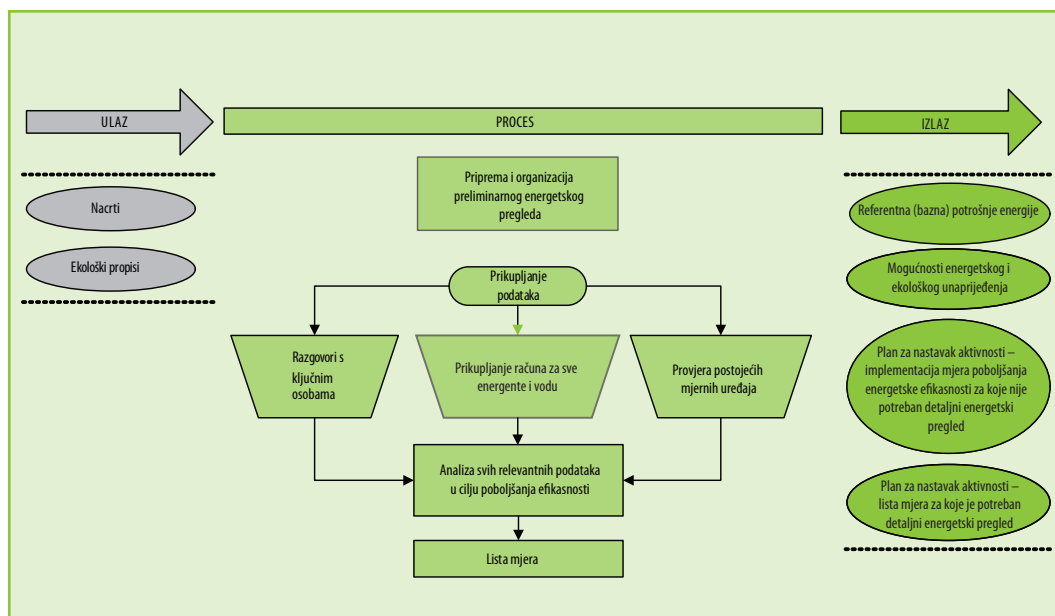 ULAZ
PROCES
IZLAZ
Nacrti
Ekološki propisi
Priprema i organizacija
preliminarnog energetskog
pregleda
Prikupljanje
podataka
Razgovori s
ključnim
osobama
Prikupljanje računa za sve
energente i vodu
Provjera postojećih
mjernih uređaja
Analiza svih relevantnih podataka
u cilju poboljšanja efikasnosti
Lista mjera
Referentna (bazna) potrošnje energije
Mogućnosti energetskog i
ekološkog unaprijeđenja
Plan za nastavak aktivnosti –
implementacija mjera poboljšanja
energetske efikasnosti za koje nije
potreban detaljni energetski
pregled
Plan za nastavak aktivnosti –
lista mjera za koje je potreban
detaljni energetski pregled